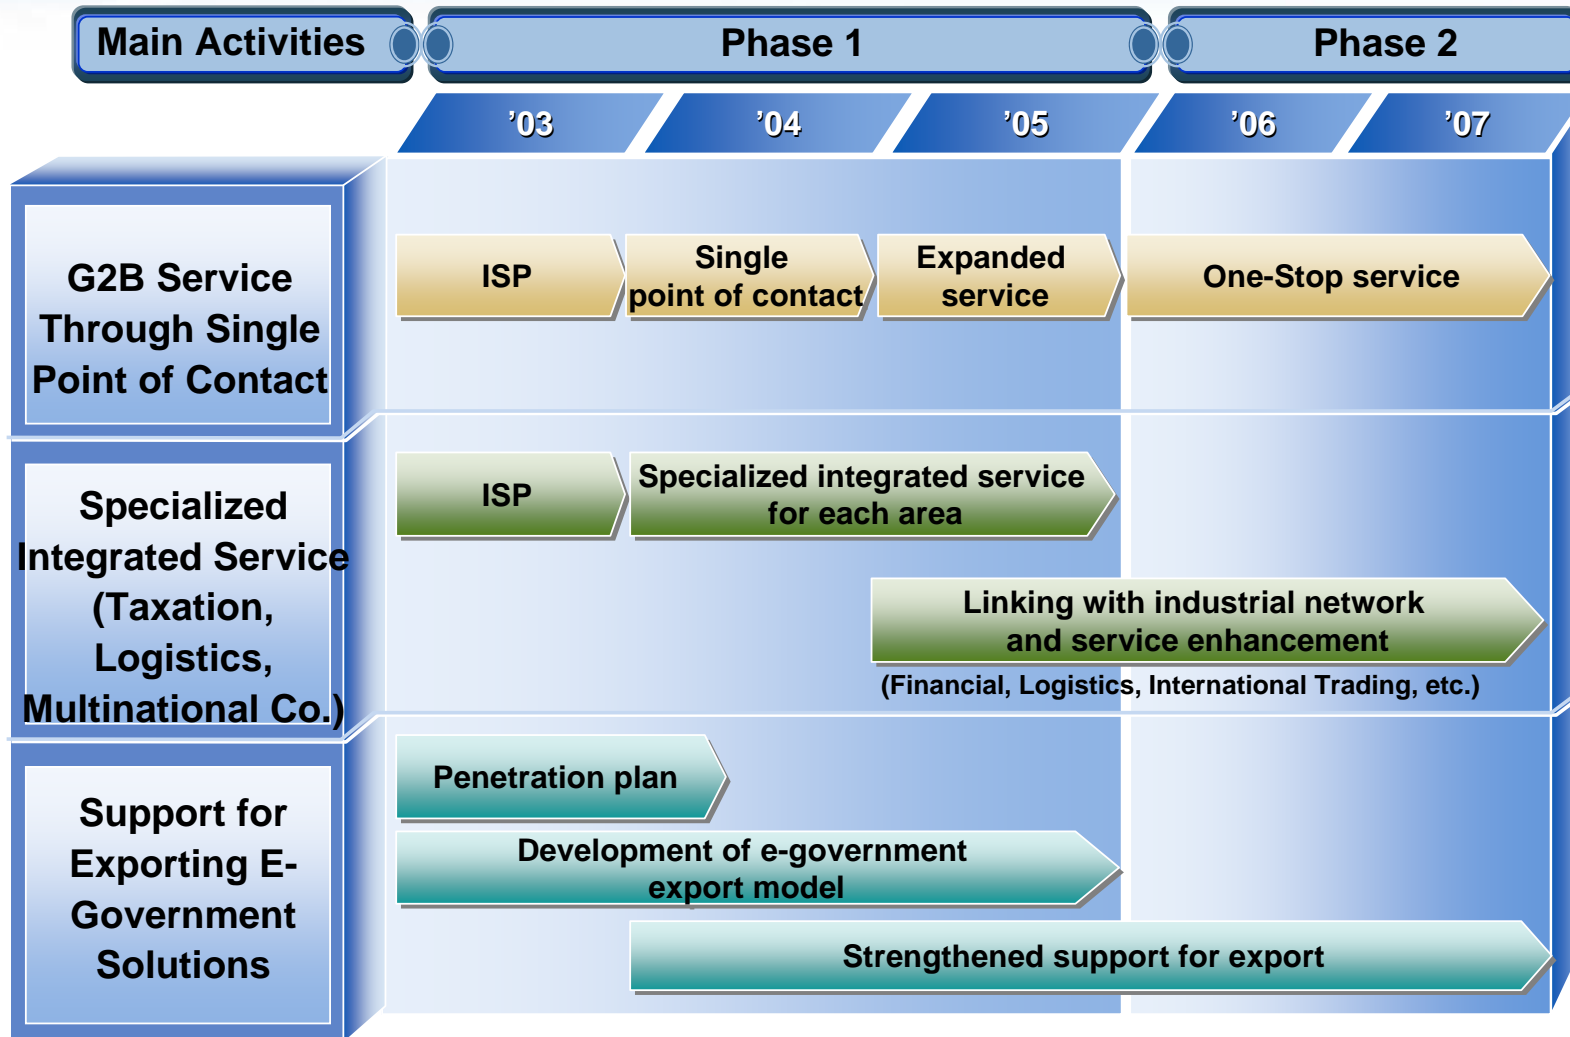 Main Activities
Phase 1
Phase 2
’03
’04
’05
’06
’07
G2B Service
Through Single
Point of Contact
ISP
Single
point of contact
Expanded
service
One-Stop service
Specialized
Integrated Service
(Taxation,
Logistics,
Multinational Co.)
ISP
Specialized integrated service
for each area
Linking with industrial network
and service enhancement
(Financial, Logistics, International Trading, etc.)
Support for
Exporting E-
Government
Solutions
Penetration plan
Development of e-government
export model
Strengthened support for export